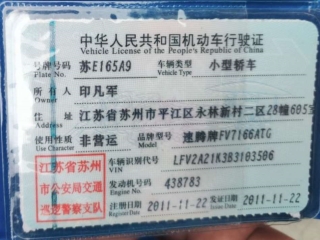 中华人民共和国机动车行驶证
Vehicle License of the People's Republic of China
号牌号码 苏E165A9 车辆类型 小型轿车
Plate No. Vehicle Type
所有人 印凡军
Owner
住址 江苏省苏州市平江区永林新村二区28幢605室
Address
使用性质 非营运 品牌型号 速腾牌FV7166ATG
Use Character Model
江苏省苏州
市公安局交通
巡逻警察支队
车辆识别代号 LFV2A21K3B3103506
VIN
发动机号码 438783
Engine No.
注册日期 2011-11-22 发证日期 2011-11-22
Register Date Issue Date